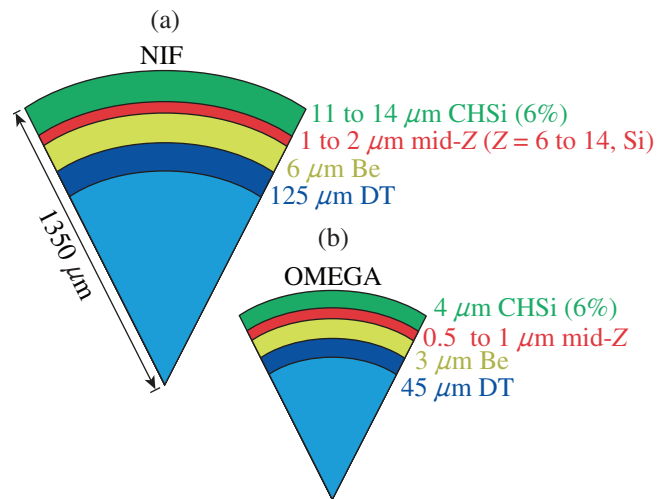 (a)
NIF
11 to 14 μm CHSi (6%)
1 to 2 μm mid-Z (Z = 6 to 14, Si)
6 μm Be
125 μm DT
1350 μm
(b)
OMEGA
4 μm CHSi (6%)
0.5 to 1 μm mid-Z
3 μm Be
45 μm DT